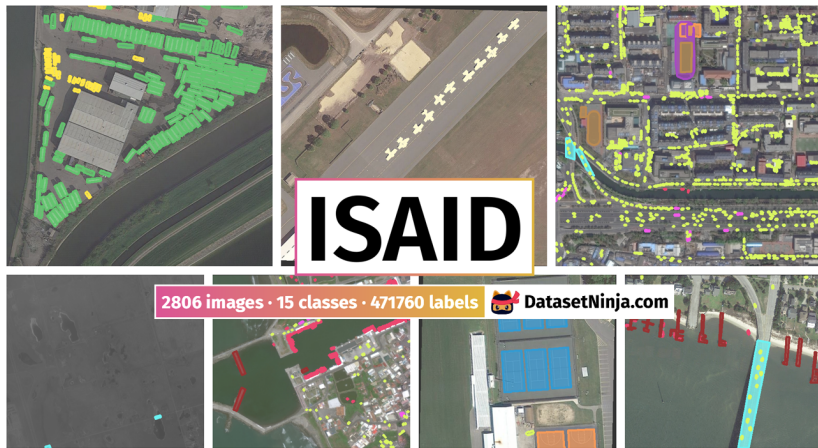 ISAID
2806 images · 15 classes · 471760 labels
DatasetNinja.com